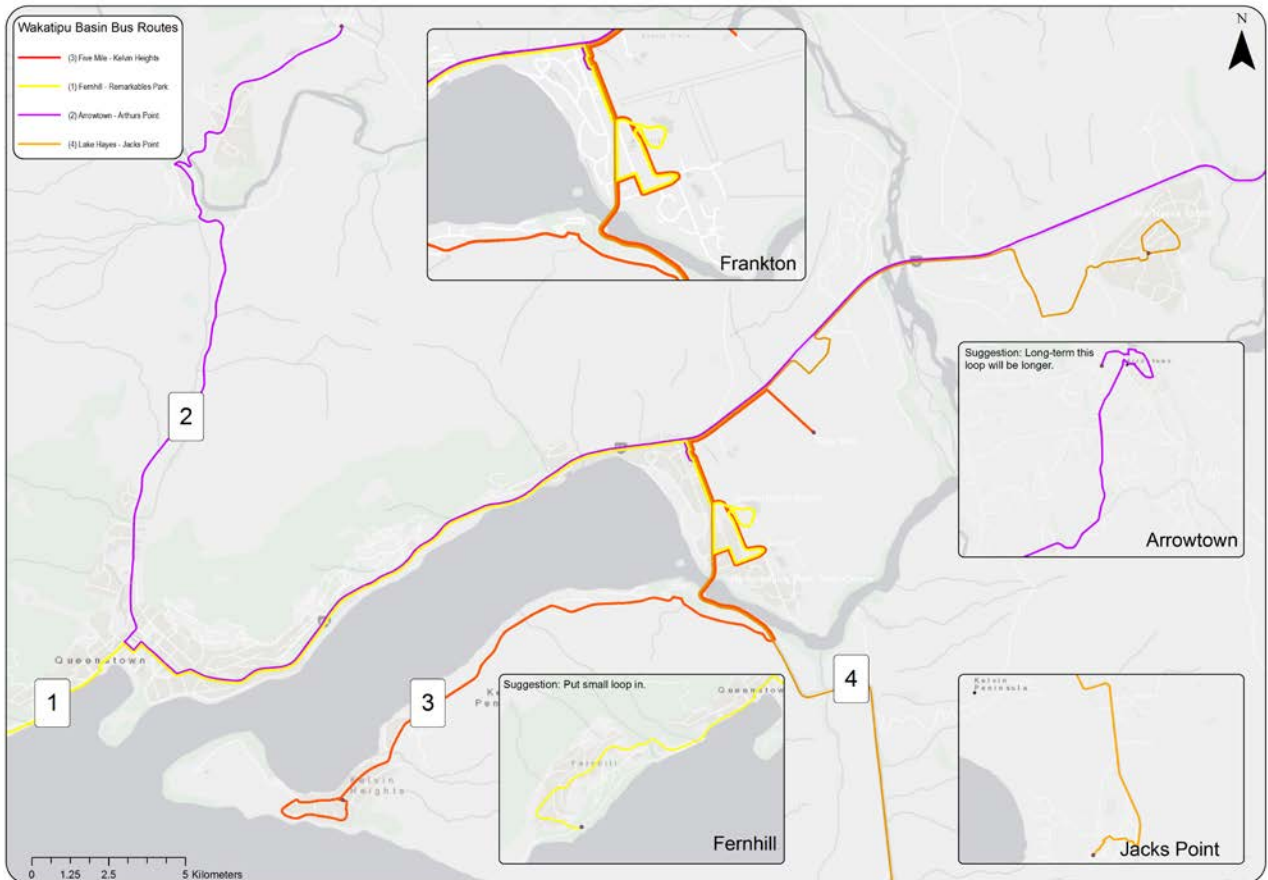 Wakatipu Basin Bus Routes
(3) Five Mile - Kelvin Heights
(1) Fernhill - Remarkables Park
(2) Arrowtown - Arthurs Point
(4) Lake Hayes - Jacks Point
N
Frankton
2
Suggestion: Long-term this
loop will be longer.
Arrowtown
Queenstown
1
3
4
Kelvin
Heights
Suggestion: Put small loop in.
Queenstow
Fernhill
Fernhill
Kelvin
Peninsula
Jacks Point
0 1.25 2.5 5 Kilometers